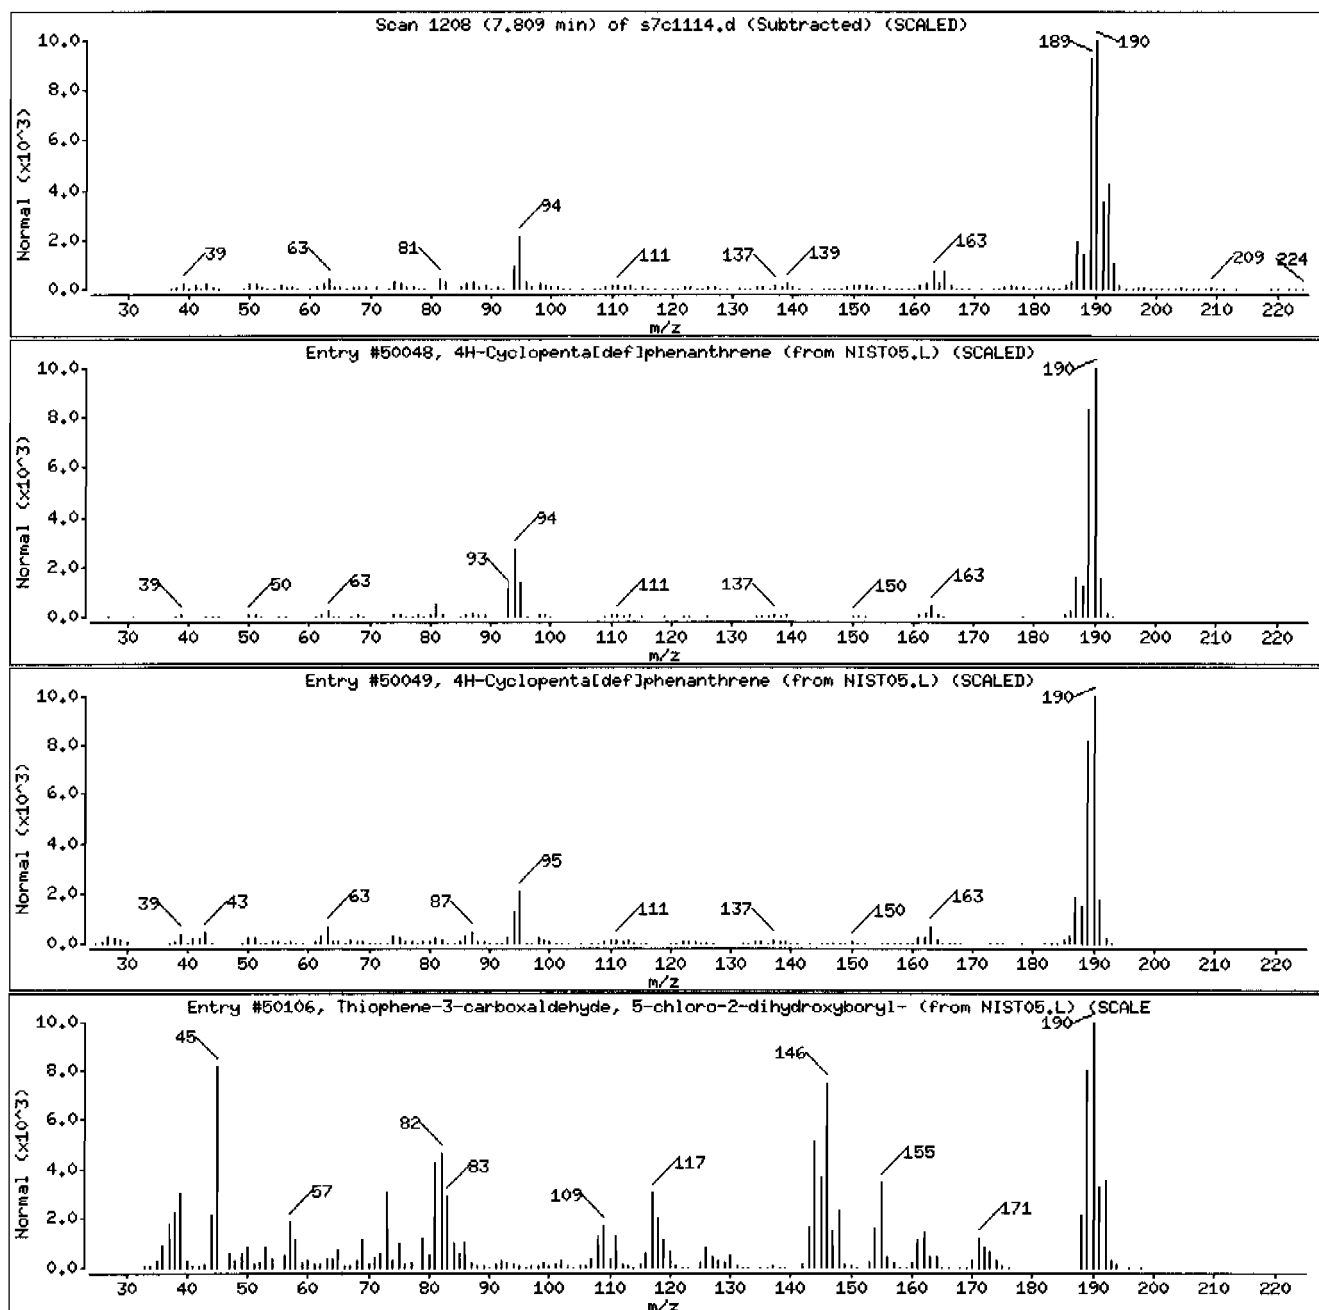 Scan 1208 (7.809 min) of s7c1114.d (Subtracted) (SCALED)
10.0
8.0
6.0
4.0
2.0
0.0
Normal (x10^3)
39 63 81 94 111 137 139 163 189 190 209 224
30 40 50 60 70 80 90 100 110 120 130 140 150 160 170 180 190 200 210 220
m/z
Entry #50048, 4H-Cyclopenta[def]phenanthrene (from NIST05.L) (SCALED)
10.0
8.0
6.0
4.0
2.0
0.0
Normal (x10^3)
39 50 63 93 94 111 137 150 163 190
30 40 50 60 70 80 90 100 110 120 130 140 150 160 170 180 190 200 210 220
m/z
Entry #50049, 4H-Cyclopenta[def]phenanthrene (from NIST05.L) (SCALED)
10.0
8.0
6.0
4.0
2.0
0.0
Normal (x10^3)
39 43 63 87 95 111 137 150 163 190
30 40 50 60 70 80 90 100 110 120 130 140 150 160 170 180 190 200 210 220
m/z
Entry #50106, Thiophene-3-carboxaldehyde, 5-chloro-2-dihydroxyboryl- (from NIST05.L) (SCALE
10.0
8.0
6.0
4.0
2.0
0.0
Normal (x10^3)
45 57 82 83 109 117 146 155 171 190
30 40 50 60 70 80 90 100 110 120 130 140 150 160 170 180 190 200 210 220
m/z